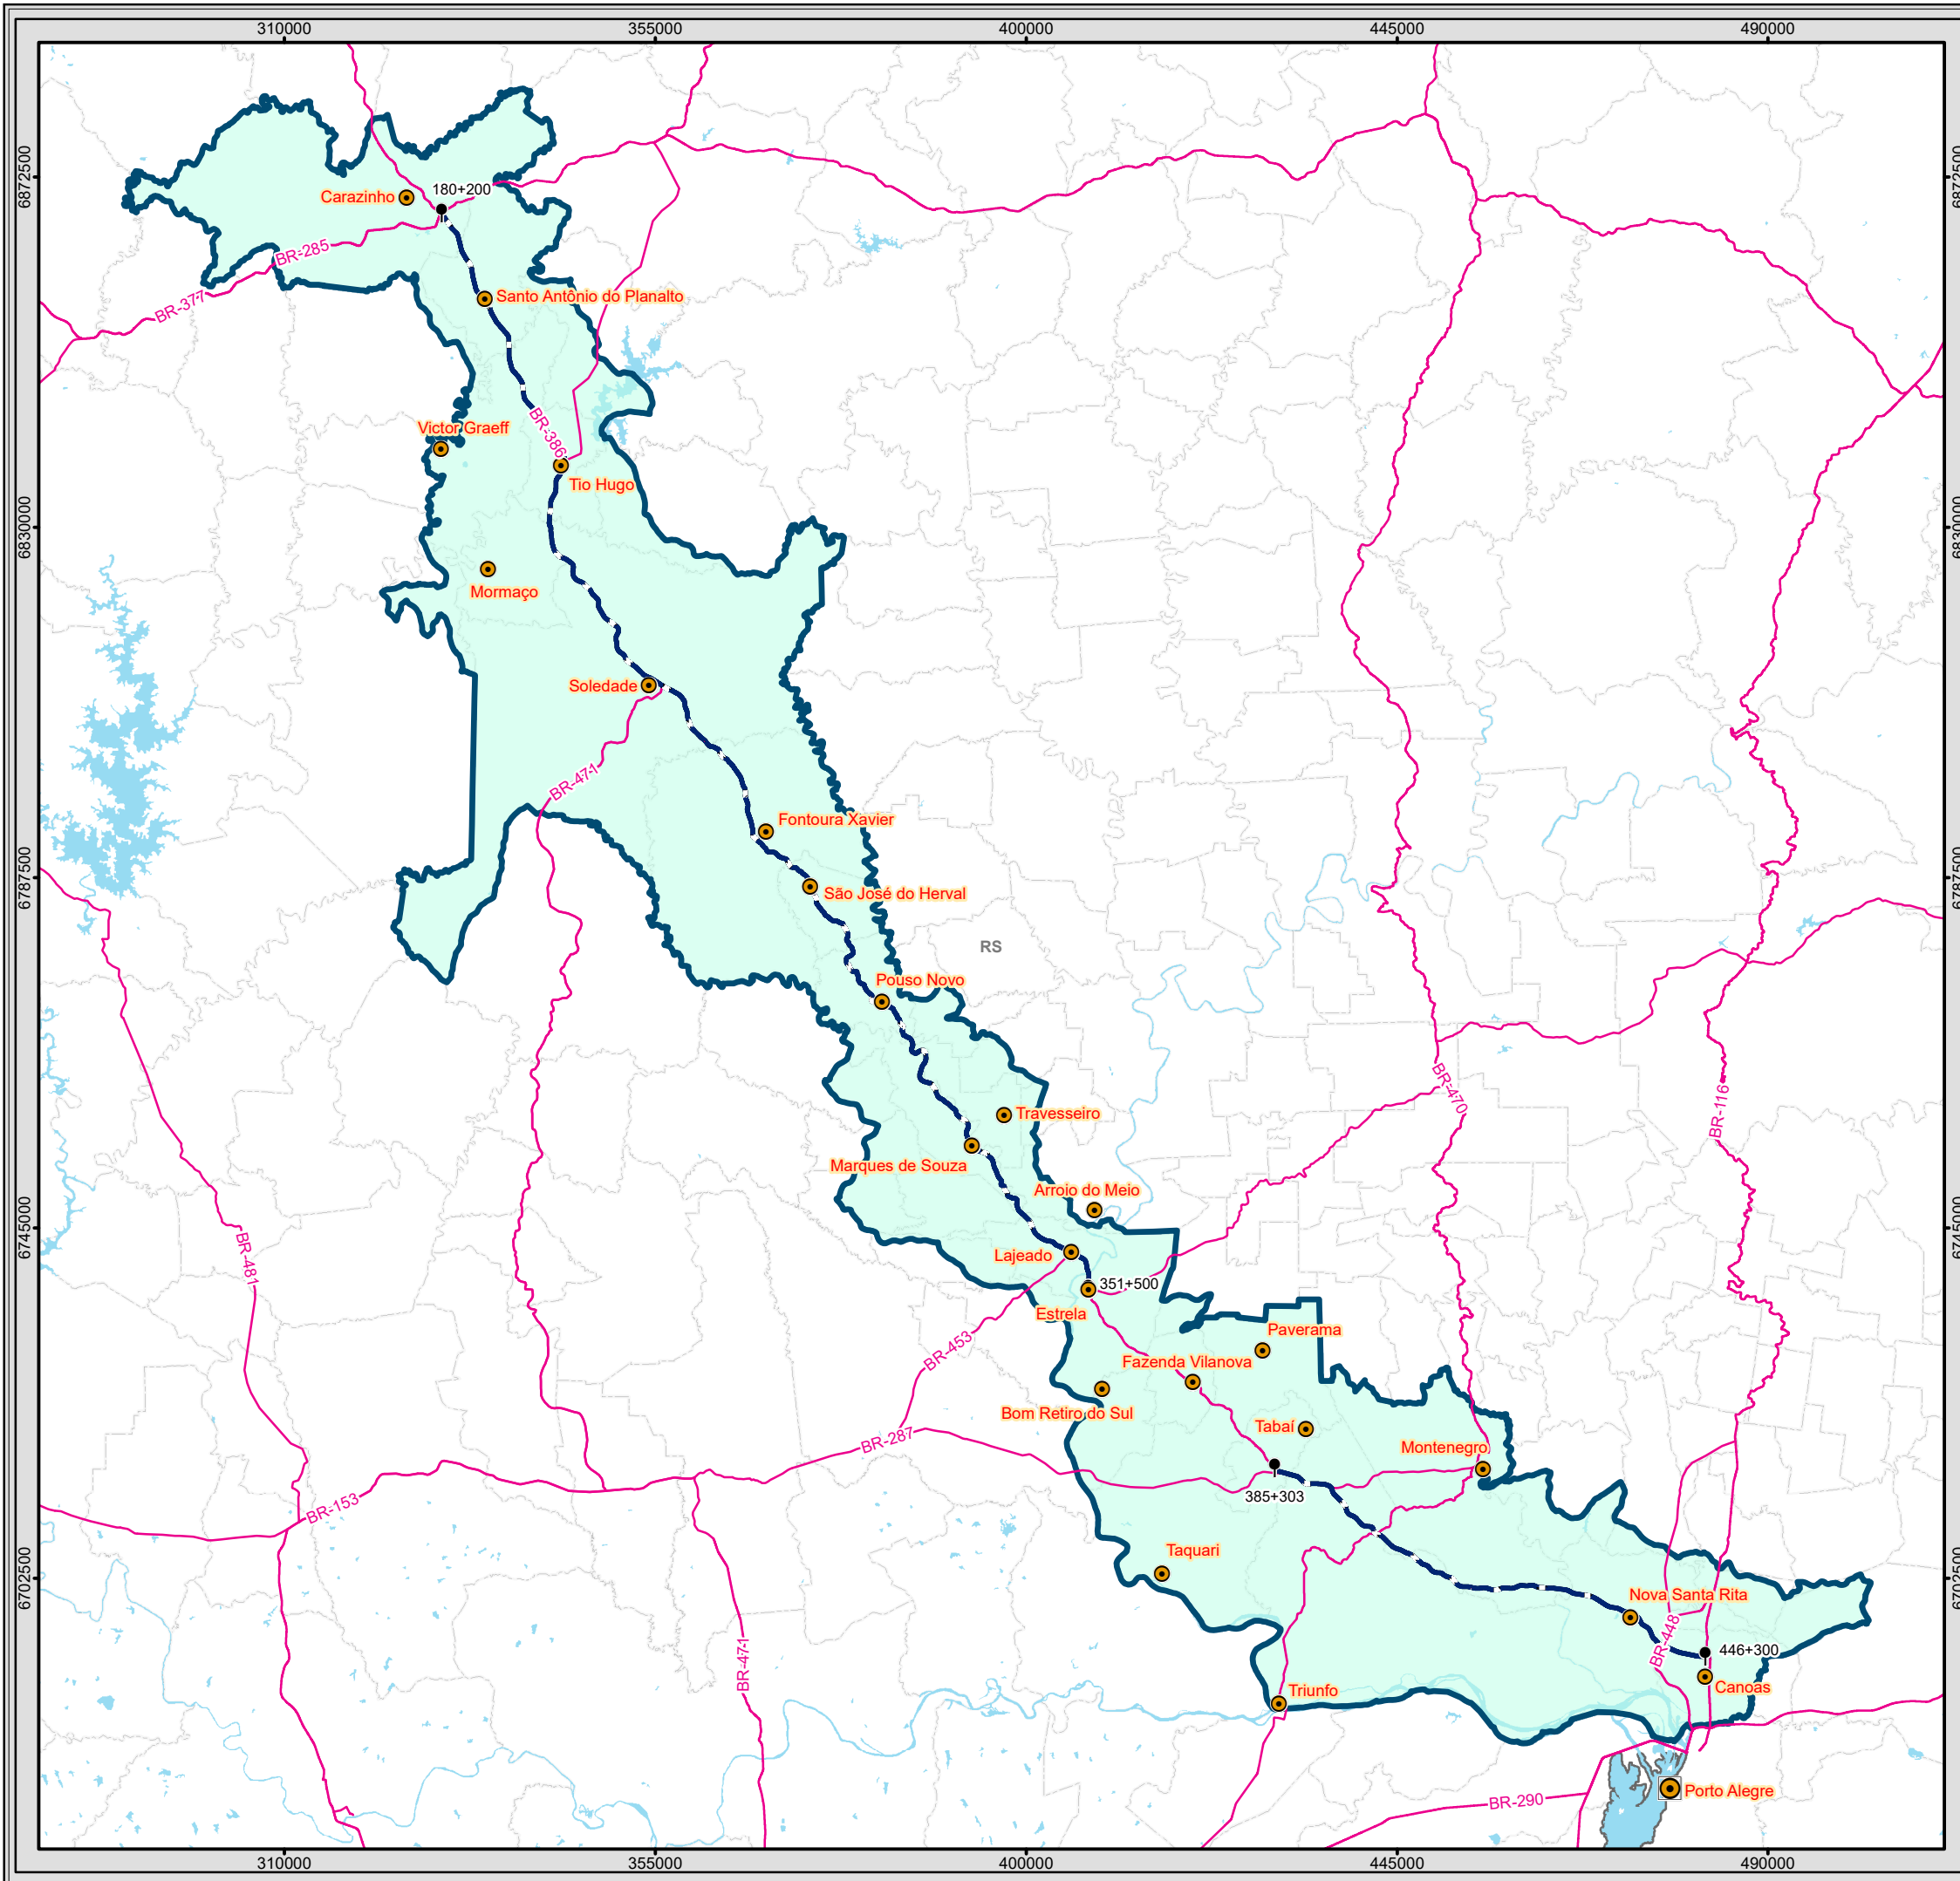 310000
355000
400000
445000
490000
6872500
6872500
180+200
Carazinho
BR-285
BR-377
Santo Antônio do Planalto
BR-386
Victor Graeff
Tio Hugo
6830000
6830000
Mormaço
Soledade
BR-471
Fontoura Xavier
6787500
6787500
São José do Herval
RS
Pouso Novo
BR-470
BR-116
Travesseiro
Marques de Souza
Arroio do Meio
6745000
6745000
BR-481
Lajeado
351+500
Estrela
Paverama
BR-453
Fazenda Vilanova
Bom Retiro do Sul
Tabaí
BR-287
Montenegro
385+303
BR-153
Taquari
6702500
6702500
Nova Santa Rita
BR-448
446+300
BR-471
Canoas
Triunfo
Porto Alegre
BR-290
310000
355000
400000
445000
490000